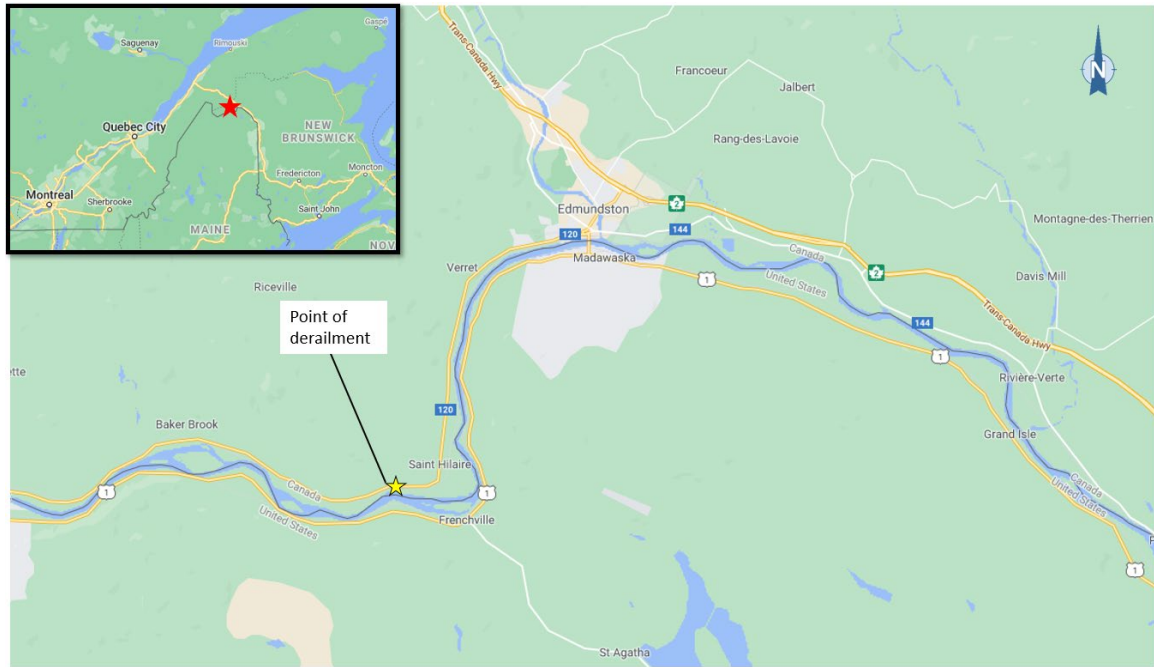 Saguenay
Rimouski
Gaspé
Quebec City
NEW
BRUNSWICK
Montreal
Sherbrooke
Fredericton
Moncton
MAINE
Saint John
NOV
N
Trans-Canada Hwy
Francoeur
Jalbert
Rang-des-Lavoie
2
Edmundston
120
144
Montagne-des-Therrien
Canada
Madawaska
Verret
1
United States
2
Davis Mill
Riceville
Point of
derailment
144
Trans-Canada Hwy
1
ette
Rivière-Verte
120
Baker Brook
Grand Isle
Saint Hilaire
1
Canada
1
Canada
United States
Frenchville
United States
1
St Agatha